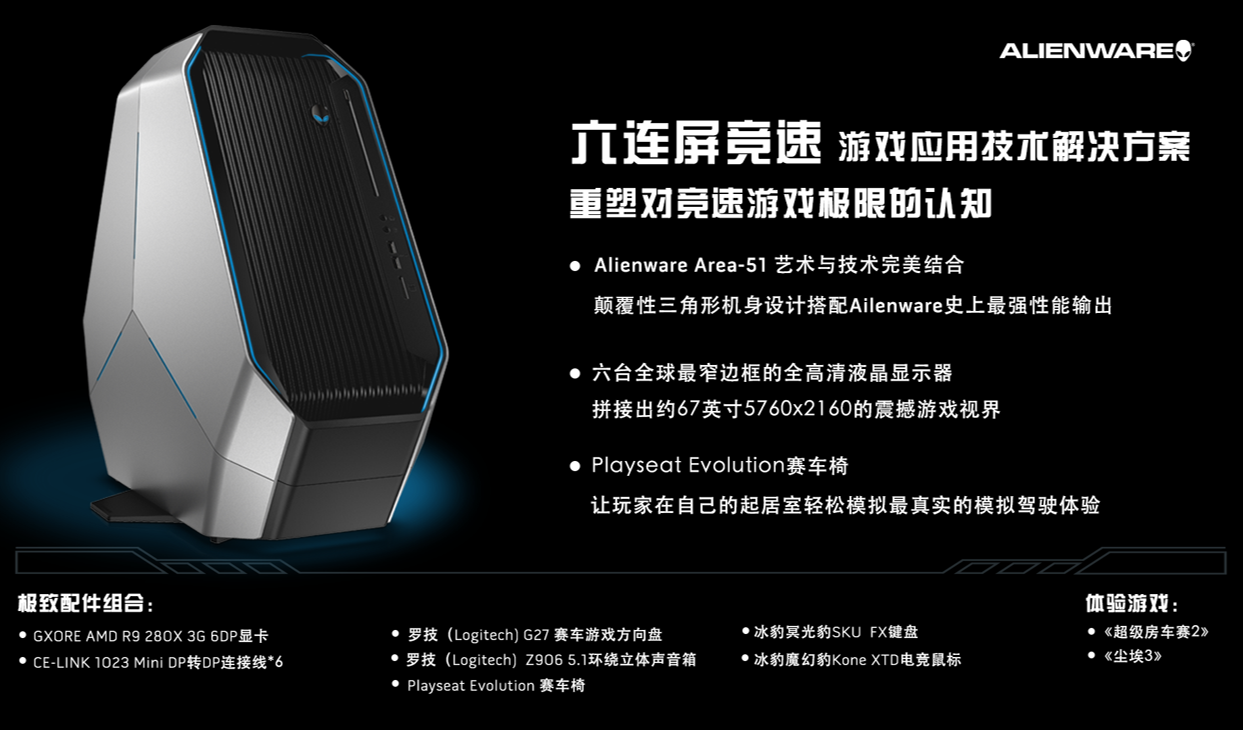 ALIENWARE
六连屏竞速 游戏应用技术解决方案
重塑对竞速游戏极限的认知
● Alienware Area-51 艺术与技术完美结合
颠覆性三角形机身设计搭配Ailenware史上最强性能输出
● 六台全球最窄边框的全高清液晶显示器
拼接出约67英寸5760x2160的震撼游戏视界
● Playseat Evolution赛车椅
让玩家在自己的起居室轻松模拟最真实的模拟驾驶体验
极致配件组合:
● GXORE AMD R9 280X 3G 6DP显卡
● CE-LINK 1023 Mini DP转DP连接线*6
● 罗技（Logitech) G27 赛车游戏方向盘
● 罗技（Logitech) Z906 5.1环绕立体声音箱
● Playseat Evolution 赛车椅
● 冰豹冥光豹SKU FX键盘
● 冰豹魔幻豹Kone XTD电竞鼠标
体验游戏:
● 《超级房车赛2》
● 《尘埃3》